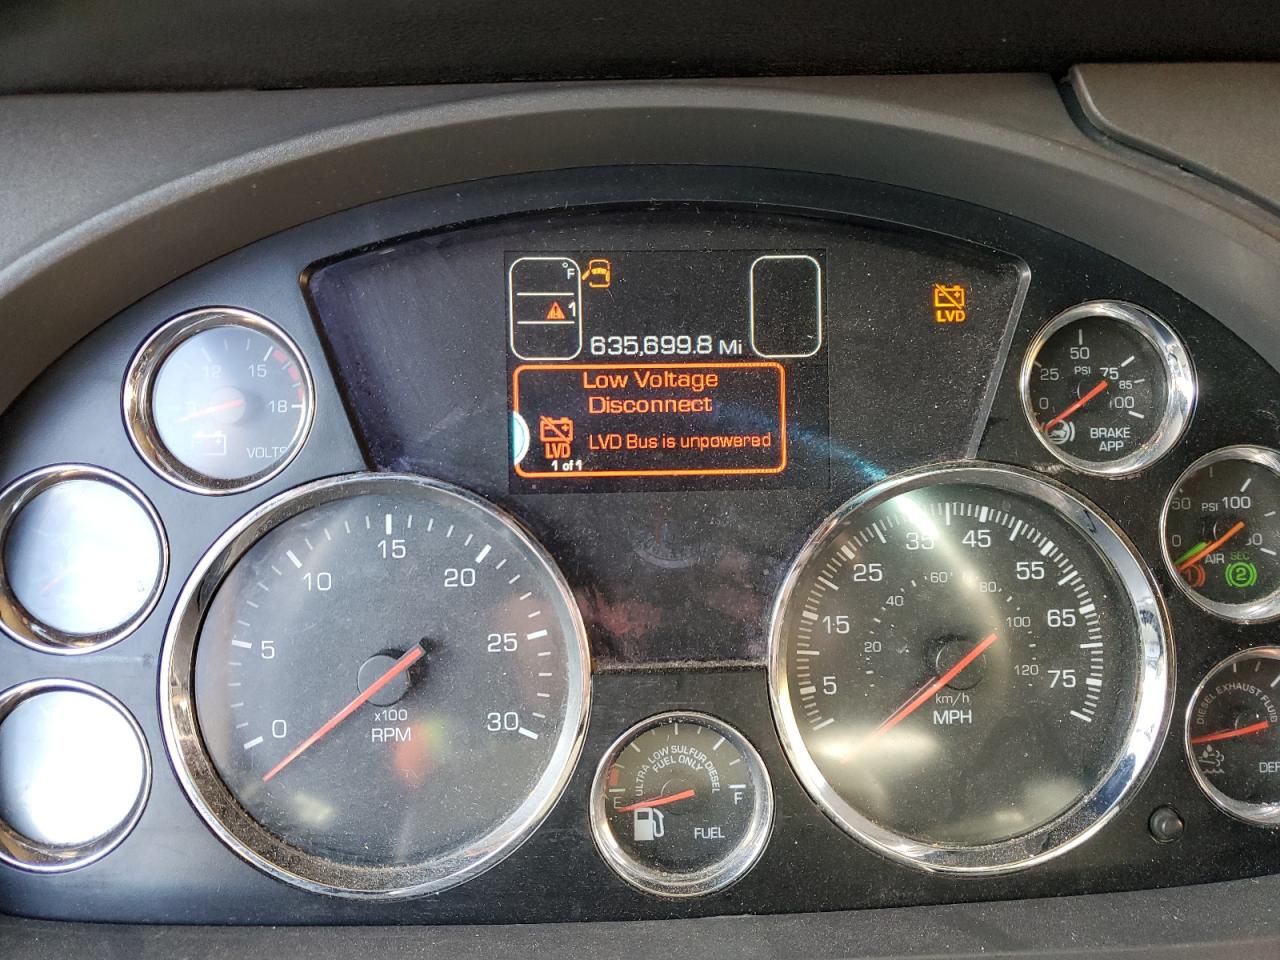 °F
1
635,699.8 Mi
LVD
Low Voltage
Disconnect
LVD Bus is unpowered
LVD
1 of 1
12
15
18
VOLTS
50
25
PSI
75
85
0
100
BRAKE
APP
50
PSI
100
0
AIR
SEC
1
2
0
5
10
15
20
25
30
x100
RPM
5
15
25
35
45
55
65
75
20
40
60
80
100
120
km/h
MPH
ULTRA LOW SULFUR DIESEL
FUEL ONLY
E
F
FUEL
DIESEL EXHAUST FLUID
DEF